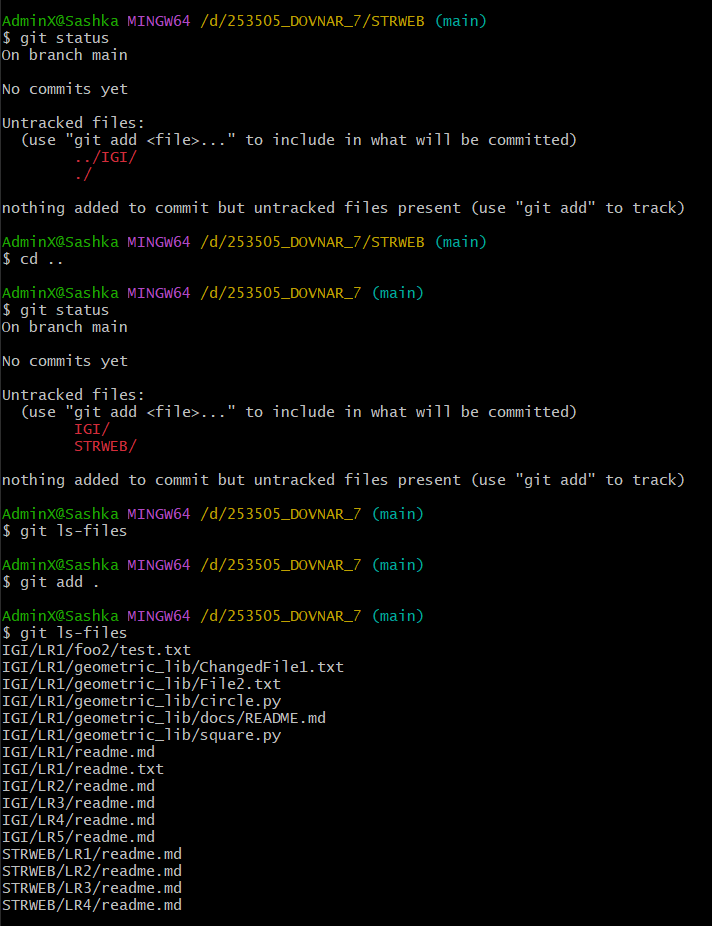 AdminX@Sashka MINGW64 /d/253505_DOVNAR_7/STRWEB (main)
$ git status
On branch main
No commits yet
Untracked files:
  (use "git add <file>..." to include in what will be committed)
        ../IGI/
        ./
nothing added to commit but untracked files present (use "git add" to track)
AdminX@Sashka MINGW64 /d/253505_DOVNAR_7/STRWEB (main)
$ cd ..
AdminX@Sashka MINGW64 /d/253505_DOVNAR_7 (main)
$ git status
On branch main
No commits yet
Untracked files:
  (use "git add <file>..." to include in what will be committed)
        IGI/
        STRWEB/
nothing added to commit but untracked files present (use "git add" to track)
AdminX@Sashka MINGW64 /d/253505_DOVNAR_7 (main)
$ git ls-files
AdminX@Sashka MINGW64 /d/253505_DOVNAR_7 (main)
$ git add .
AdminX@Sashka MINGW64 /d/253505_DOVNAR_7 (main)
$ git ls-files
IGI/LR1/foo2/test.txt
IGI/LR1/geometric_lib/ChangedFile1.txt
IGI/LR1/geometric_lib/File2.txt
IGI/LR1/geometric_lib/circle.py
IGI/LR1/geometric_lib/docs/README.md
IGI/LR1/geometric_lib/square.py
IGI/LR1/readme.md
IGI/LR1/readme.txt
IGI/LR2/readme.md
IGI/LR3/readme.md
IGI/LR4/readme.md
IGI/LR5/readme.md
STRWEB/LR1/readme.md
STRWEB/LR2/readme.md
STRWEB/LR3/readme.md
STRWEB/LR4/readme.md